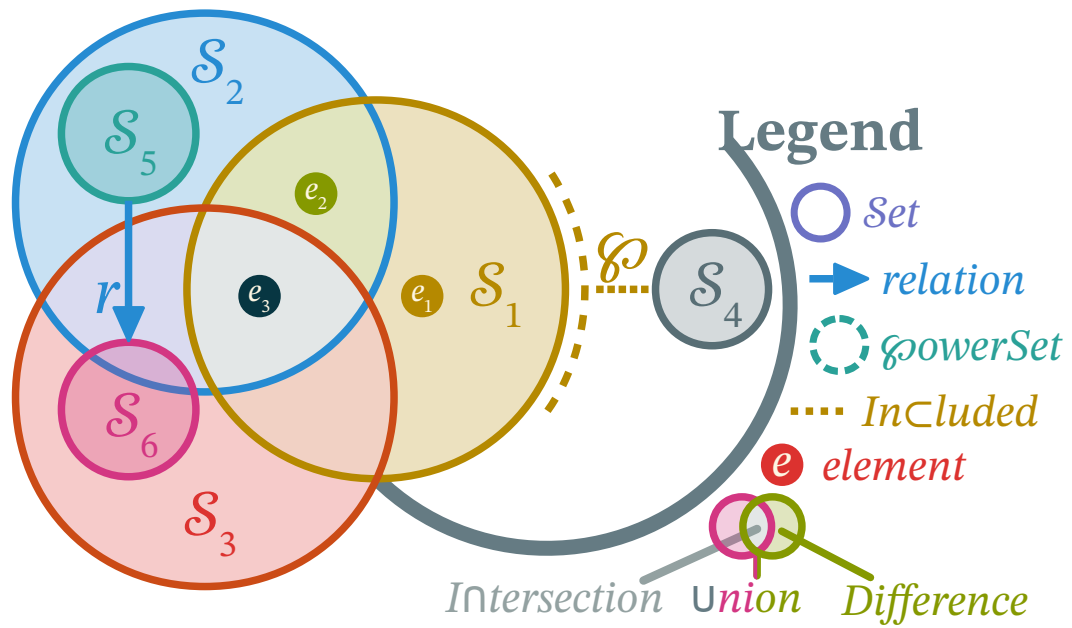 𝒮2
𝒮5
e2
r
e3
e1
𝒮1
℘
𝒮4
𝒮6
𝒮3
Legend
𝒮et
relation
℘owerSet
In⊂luded
e element
I∩tersection
∪nion
Difference